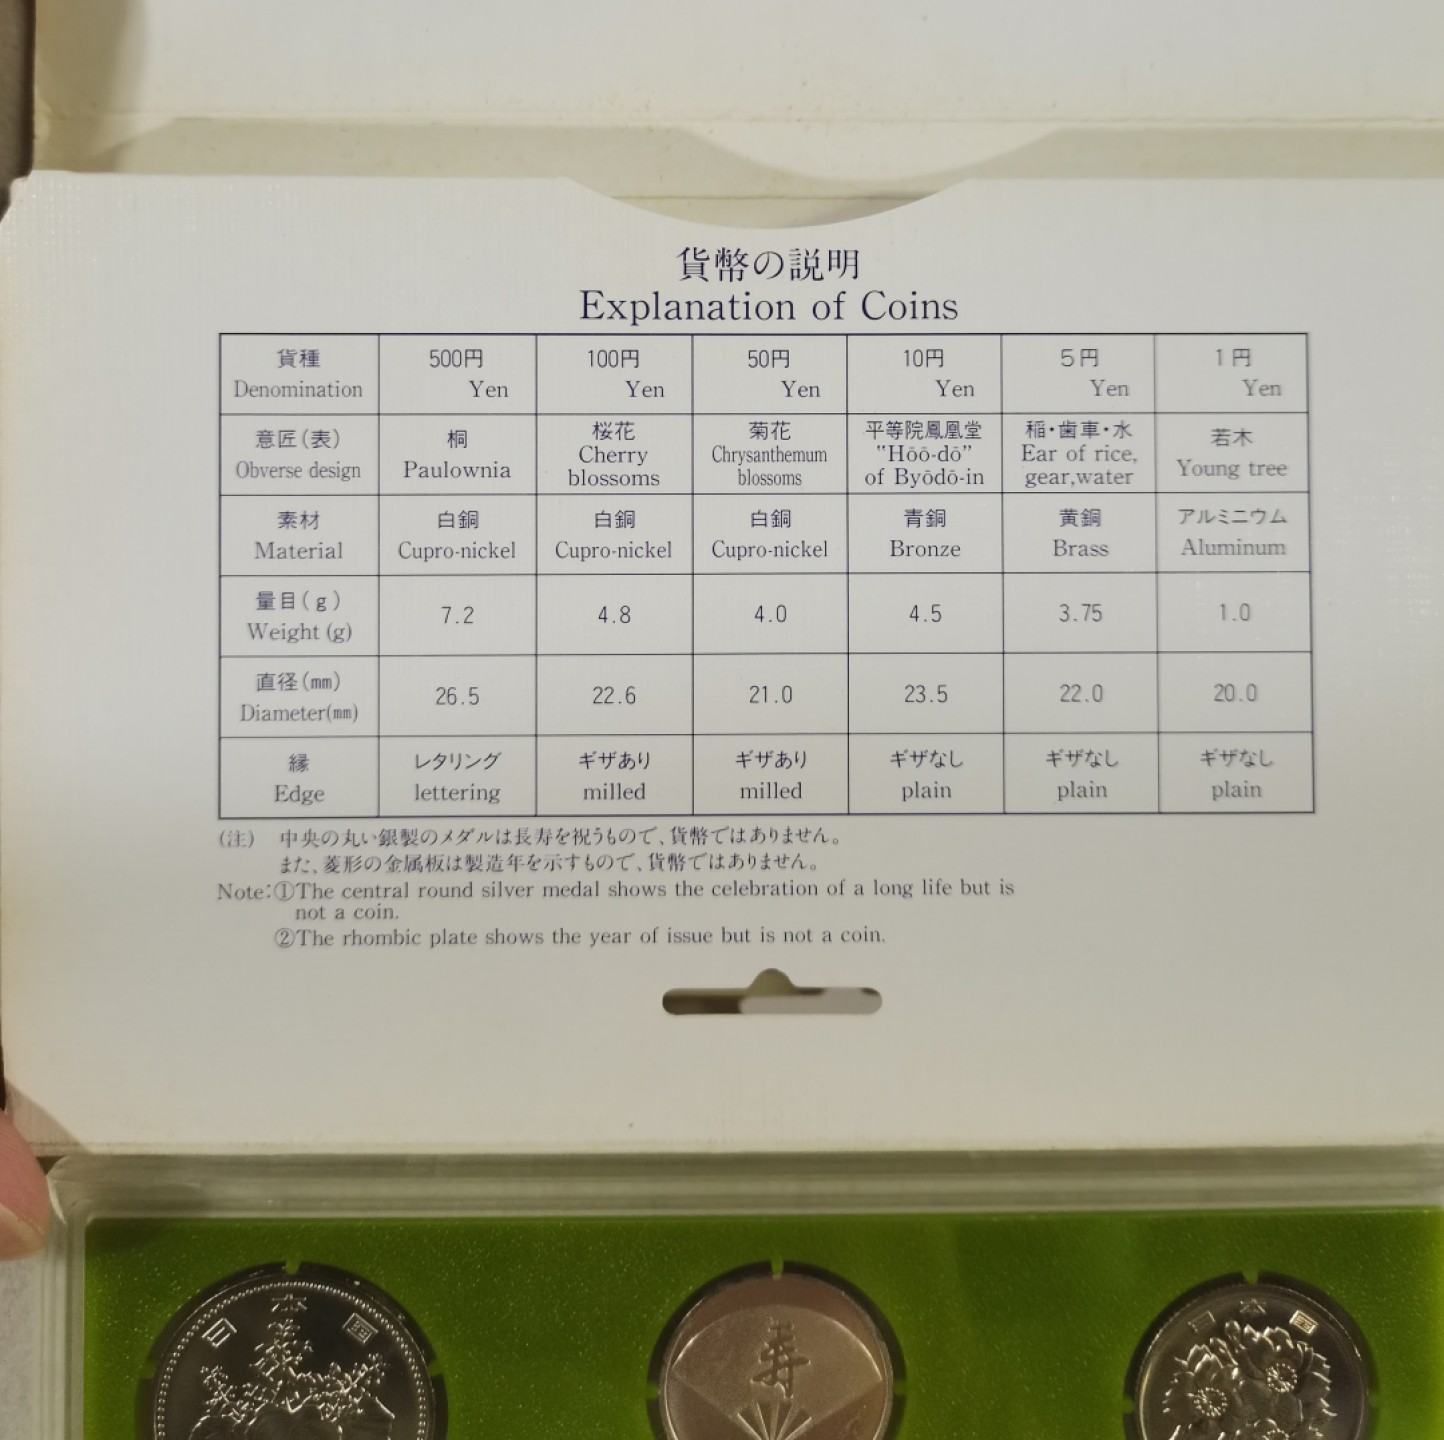 貨幣の説明
Explanation of Coins
貨種 500円 100円 50円 10円 5円 1円
Denomination Yen Yen Yen Yen Yen Yen
意匠(表) 桐 桜花 菊花 平等院鳳凰堂 稲・歯車・水 若木
Obverse design Paulownia Cherry blossoms Chrysanthemum blossoms "Hōō-dō" of Byōdō-in Ear of rice, gear,water Young tree
素材 白銅 白銅 白銅 青銅 黄銅 アルミニウム
Material Cupro-nickel Cupro-nickel Cupro-nickel Bronze Brass Aluminum
量目(g)
Weight (g) 7.2 4.8 4.0 4.5 3.75 1.0
直径(㎜)
Diameter(㎜) 26.5 22.6 21.0 23.5 22.0 20.0
縁 レタリング ギザあり ギザあり ギザなし ギザなし ギザなし
Edge lettering milled milled plain plain plain
(注) 中央の丸い銀製のメダルは長寿を祝うもので、貨幣ではありません。
また、菱形の金属板は製造年を示すもので、貨幣ではありません。
Note:①The central round silver medal shows the celebration of a long life but is
not a coin.
②The rhombic plate shows the year of issue but is not a coin.
日本国
寿
日本国